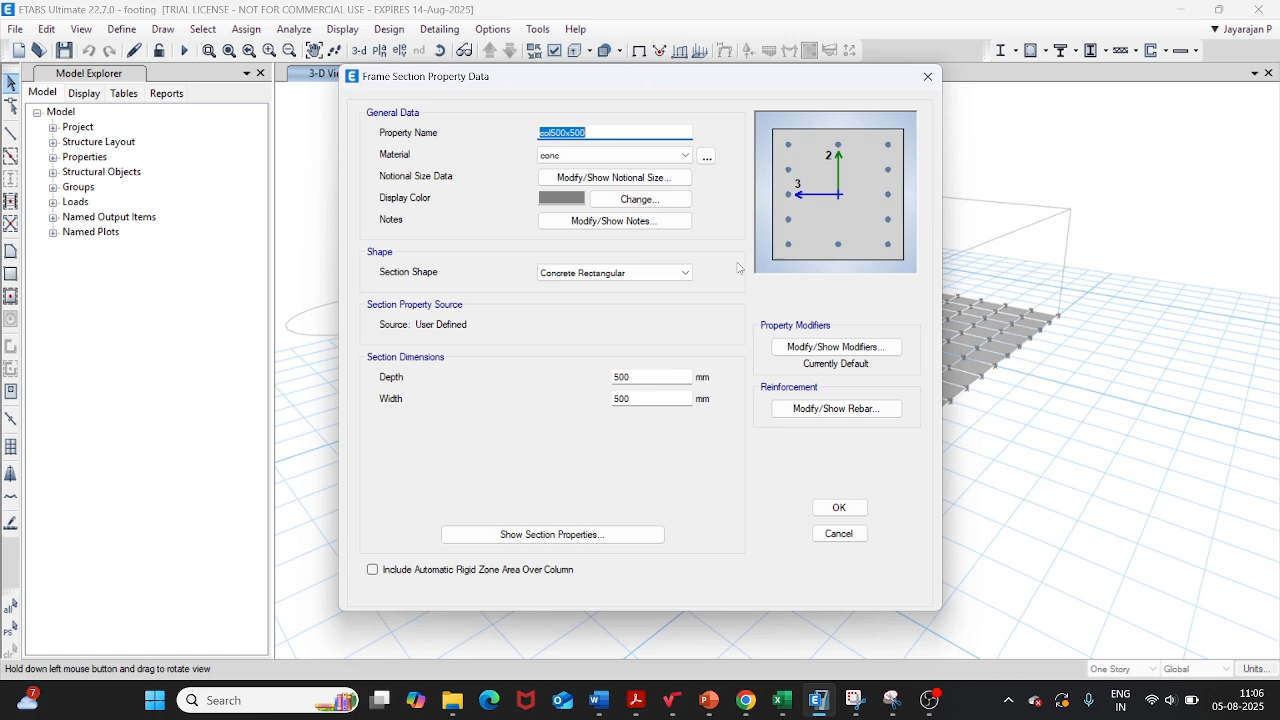 ETABS Ultimate 22.7.0 - footing [TRIAL LICENSE - NOT FOR COMMERCIAL USE - EXPIRES 14-Aug-2025]
File Edit View Define Draw Select Assign Analyze Display Design Options Tools Help Jayarajan P
3-d nd
Model Explorer
3-D Vi
Model Display Tables Reports
Model
Project
Structure Layout
Properties
Structural Objects
Groups
Loads
Named Output Items
Named Plots
Frame Section Property Data
General Data
Property Name col500x500
Material conc ...
Notional Size Data Modify/Show Notional Size...
Display Color Change...
Notes Modify/Show Notes...
Shape
Section Shape Concrete Rectangular
Section Property Source
Source: User Defined
Section Dimensions
Depth 500 mm
Width 500 mm
Show Section Properties...
Include Automatic Rigid Zone Area Over Column
2
3
Property Modifiers
Modify/Show Modifiers...
Currently Default
Reinforcement
Modify/Show Rebar...
OK
Cancel
all
PS
clr
Hold down left mouse button and drag to rotate view
One Story Global Units...
7
Search
ENG
IN
11:06
05-08-2025